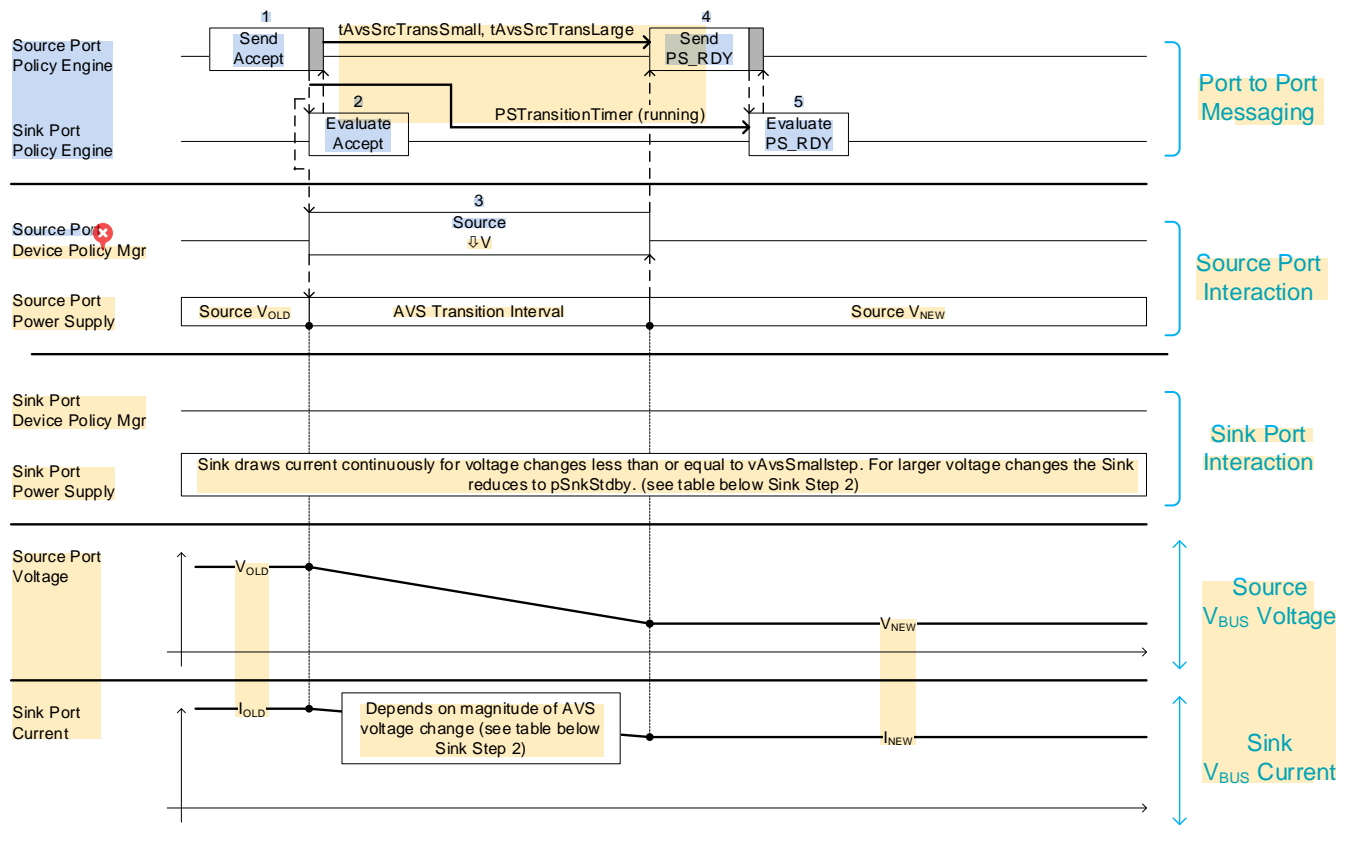 1
4
Source Port
Policy Engine
Send
Accept
tAvsSrcTransSmall, tAvsSrcTransLarge
Send
PS_RDY
Port to Port
Messaging
2
5
Sink Port
Policy Engine
Evaluate
Accept
PSTransitionTimer (running)
Evaluate
PS_RDY
3
Source Port
Device Policy Mgr
Source
⇩V
Source Port
Interaction
Source Port
Power Supply
Source VOLD
AVS Transition Interval
Source VNEW
Sink Port
Device Policy Mgr
Sink Port
Interaction
Sink Port
Power Supply
Sink draws current continuously for voltage changes less than or equal to vAvsSmallstep. For larger voltage changes the Sink
reduces to pSnkStdby. (see table below Sink Step 2)
Source Port
Voltage
VOLD
VNEW
Source
VBUS Voltage
Sink Port
Current
IOLD
Depends on magnitude of AVS
voltage change (see table below
Sink Step 2)
INEW
Sink
VBUS Current